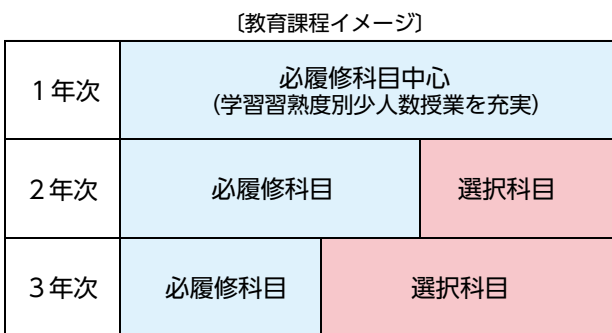 〔教育課程イメージ〕
1年次
必履修科目中心
(学習習熟度別少人数授業を充実)
2年次
必履修科目
選択科目
3年次
必履修科目
選択科目